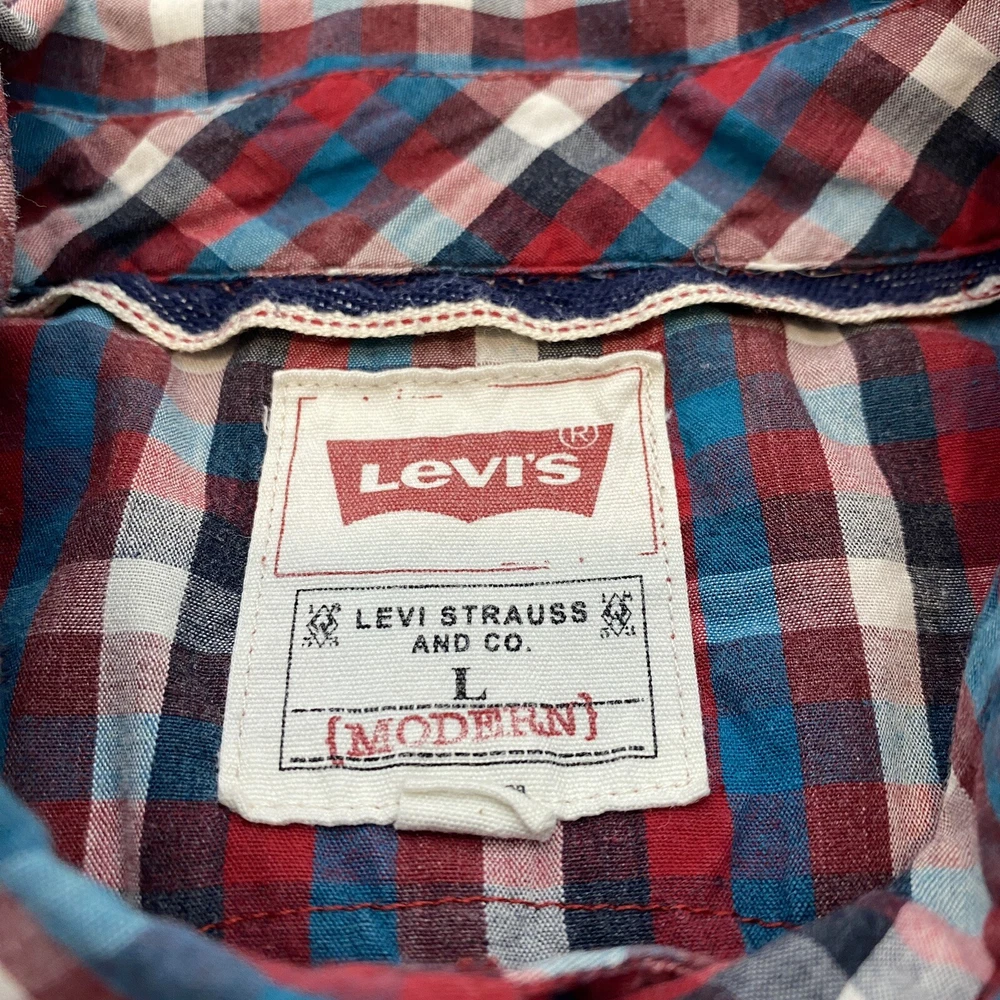 LEVI'S®
LEVI STRAUSS
AND CO.
L
{MODERN}